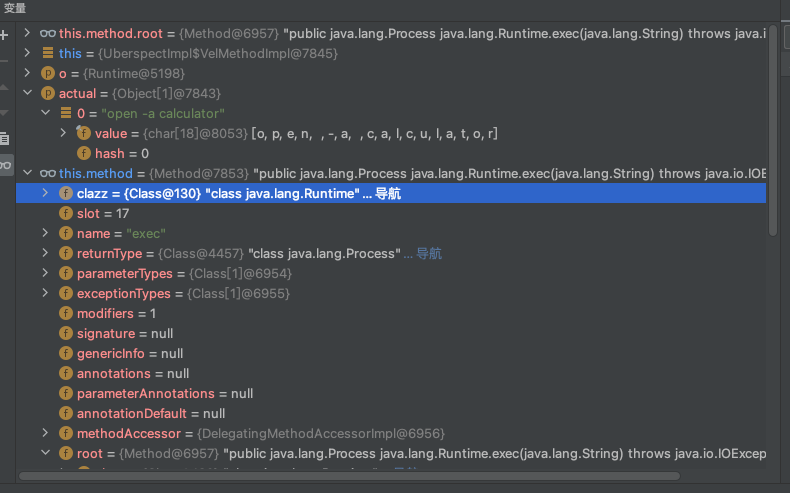 变量
this.method.root = {Method@6957} "public java.lang.Process java.lang.Runtime.exec(java.lang.String) throws java.i
this = {UberspectImpl$VelMethodImpl@7845}
o = {Runtime@5198}
actual = {Object[1]@7843}
0 = "open -a calculator"
value = {char[18]@8053} [o, p, e, n,  , -, a,  , c, a, l, c, u, l, a, t, o, r]
hash = 0
this.method = {Method@7853} "public java.lang.Process java.lang.Runtime.exec(java.lang.String) throws java.io.IOE
clazz = {Class@130} "class java.lang.Runtime" ... 导航
slot = 17
name = "exec"
returnType = {Class@4457} "class java.lang.Process" ... 导航
parameterTypes = {Class[1]@6954}
exceptionTypes = {Class[1]@6955}
modifiers = 1
signature = null
genericInfo = null
annotations = null
parameterAnnotations = null
annotationDefault = null
methodAccessor = {DelegatingMethodAccessorImpl@6956}
root = {Method@6957} "public java.lang.Process java.lang.Runtime.exec(java.lang.String) throws java.io.IOExcep